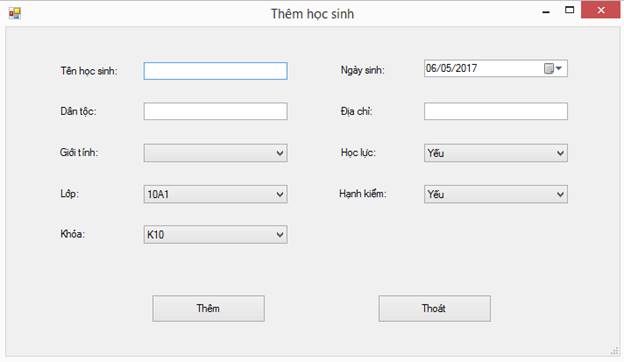 Thêm học sinh
Tên học sinh:
Ngày sinh: 06/05/2017
Dân tộc:
Địa chỉ:
Giới tính:
Học lực: Yếu
Lớp: 10A1
Hạnh kiểm: Yếu
Khóa: K10
Thêm
Thoát